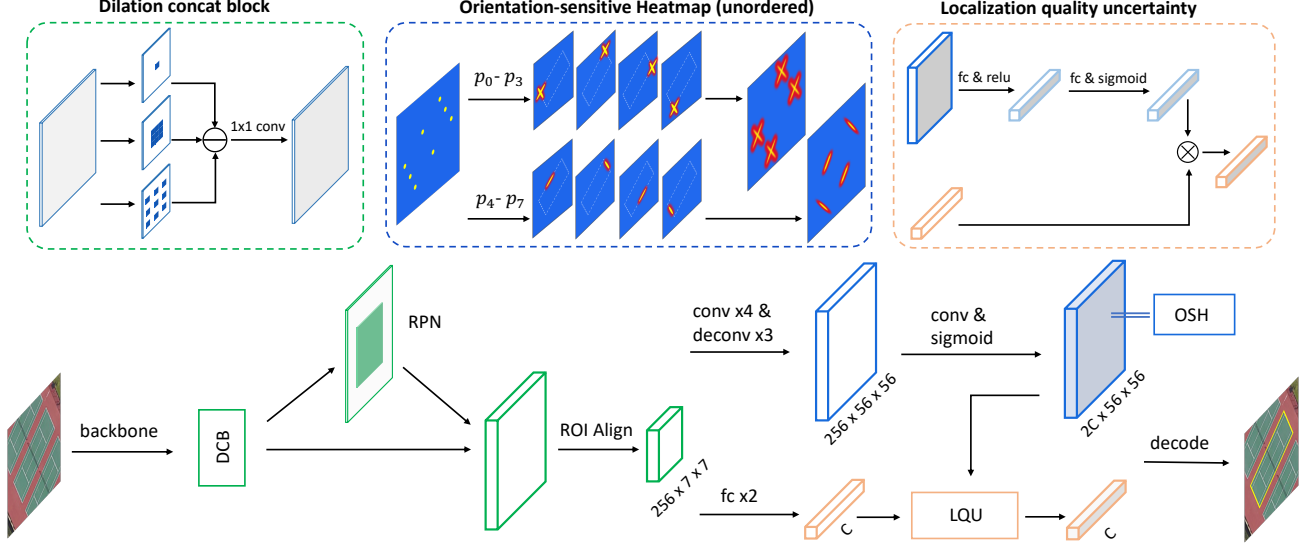 Dilation concat block
Orientation-sensitive Heatmap (unordered)
Localization quality uncertainty
1x1 conv
p0- p3
p4- p7
fc & relu
fc & sigmoid
RPN
conv x4 &
deconv x3
256 x 56 x 56
conv &
sigmoid
2C x 56 x 56
OSH
backbone
DCB
ROI Align
256 x 7 x 7
fc x2
C
LQU
C
decode